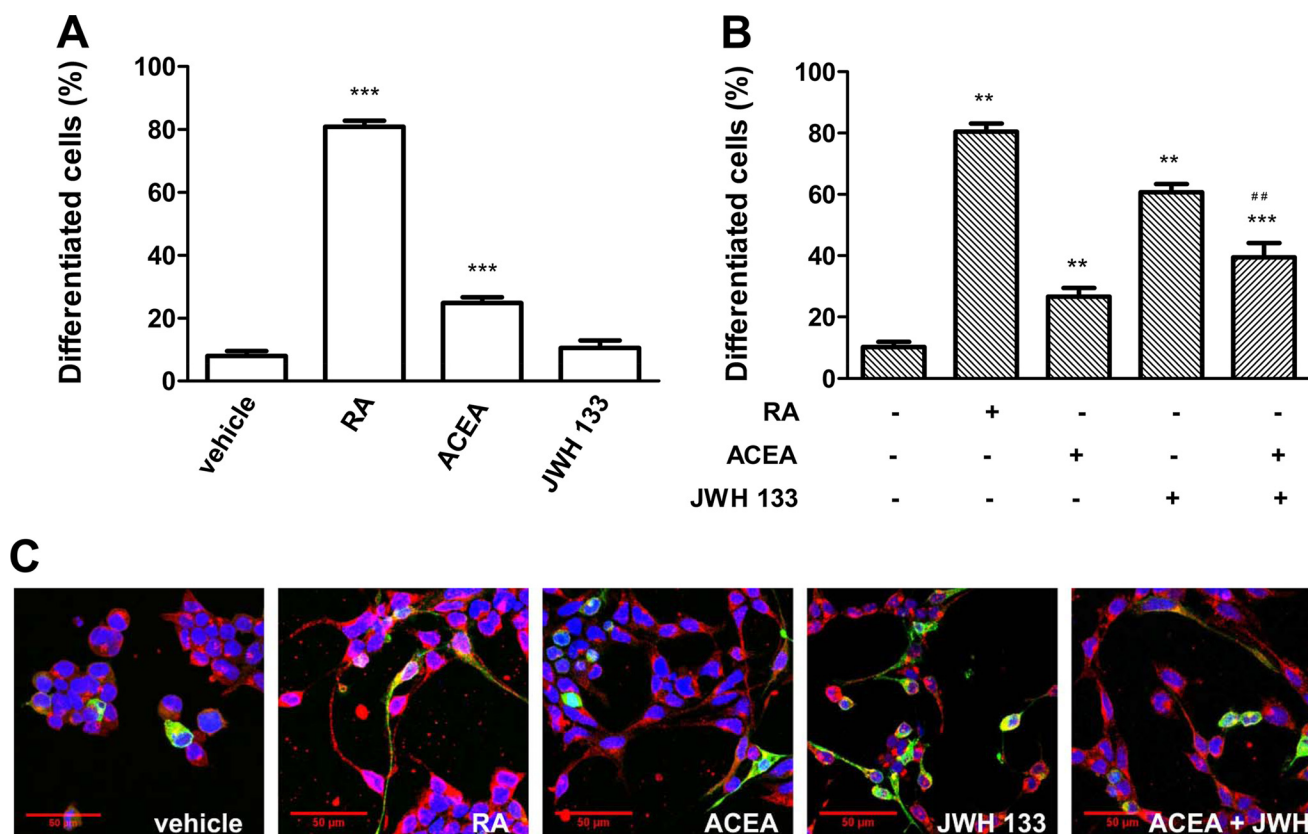 A
Differentiated cells (%)
100
80
60
40
20
0
***
***
vehicle
RA
ACEA
JWH 133
B
Differentiated cells (%)
100
80
60
40
20
0
**
**
**
##
***
RA - + - - -
ACEA - - + - +
JWH 133 - - - + +
C
50 µm
vehicle
50 µm
RA
50 µm
ACEA
50 µm
JWH 133
50 µm
ACEA + JWH